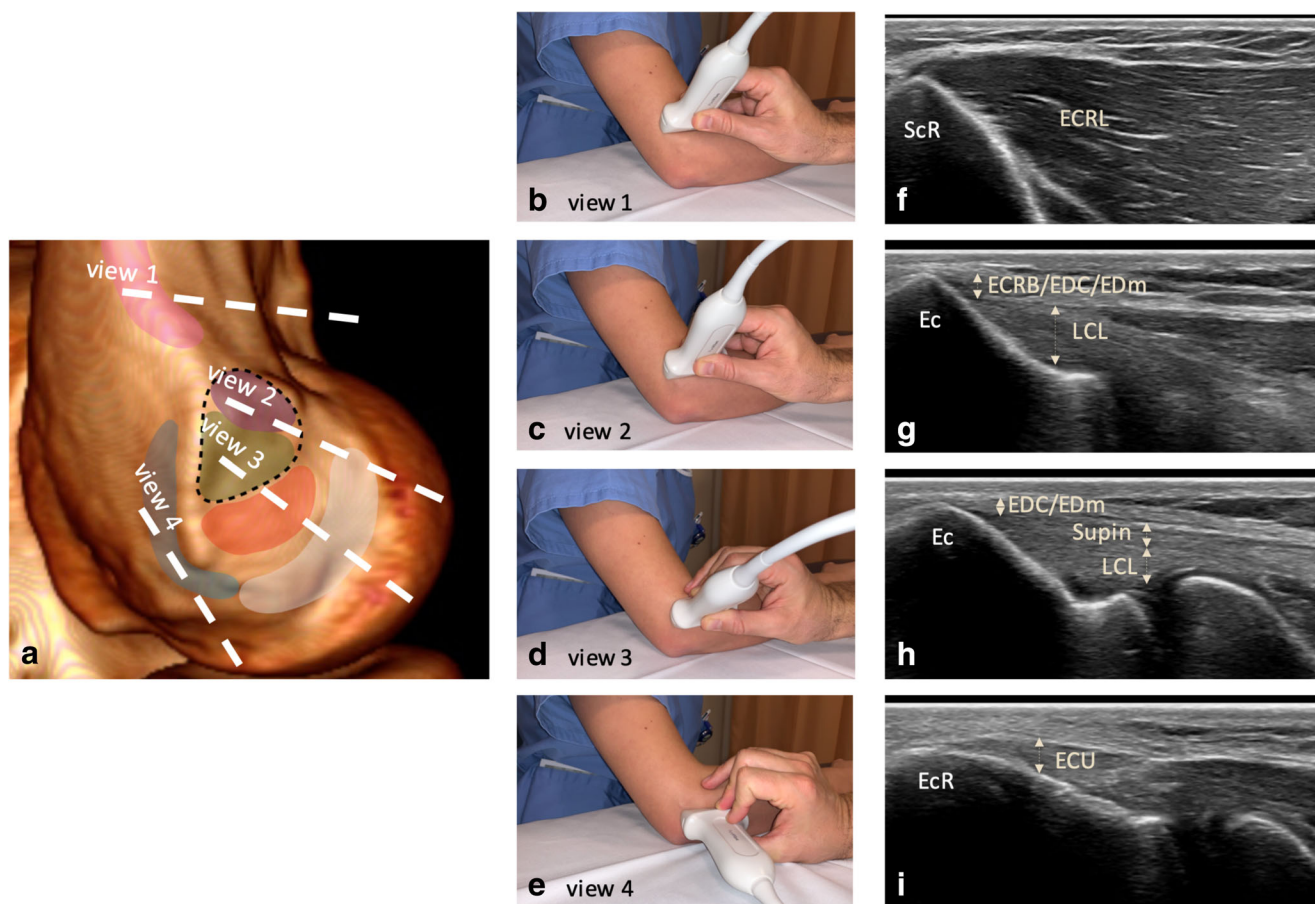 view 1
view 2
view 3
view 4
a
b view 1
c view 2
d view 3
e view 4
ScR
ECRL
f
ECRB/EDC/EDm
Ec
LCL
g
EDC/EDm
Ec
Supin
LCL
h
ECU
EcR
i